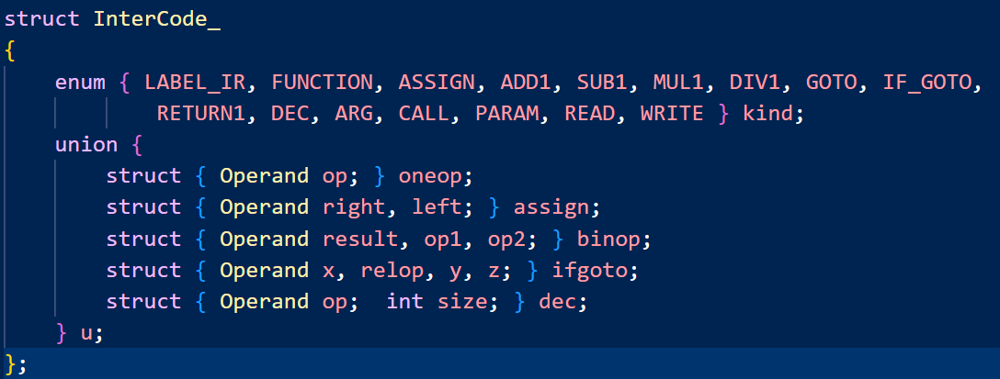 struct InterCode_
{
    enum { LABEL_IR, FUNCTION, ASSIGN, ADD1, SUB1, MUL1, DIV1, GOTO, IF_GOTO,
            RETURN1, DEC, ARG, CALL, PARAM, READ, WRITE } kind;
    union {
        struct { Operand op; } oneop;
        struct { Operand right, left; } assign;
        struct { Operand result, op1, op2; } binop;
        struct { Operand x, relop, y, z; } ifgoto;
        struct { Operand op;  int size; } dec;
    } u;
};